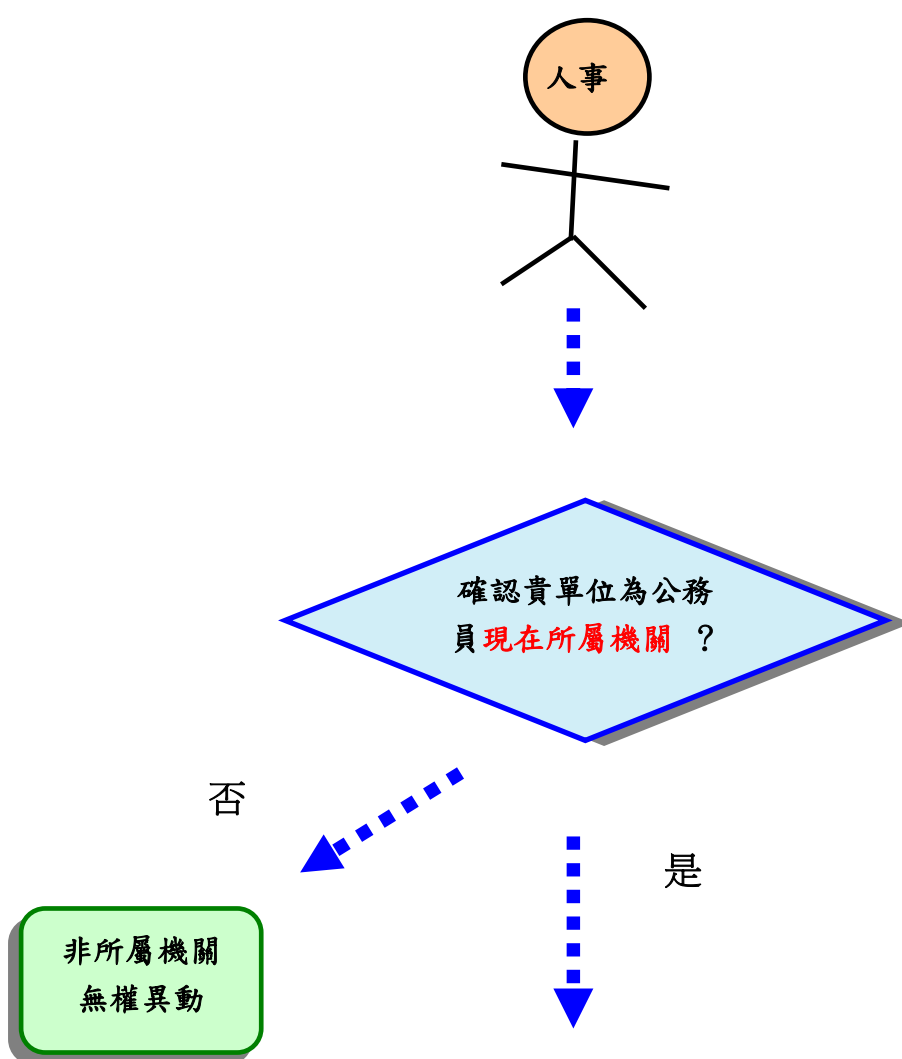 人事
確認貴單位為公務
員現在所屬機關 ?
否
是
非所屬機關
無權異動